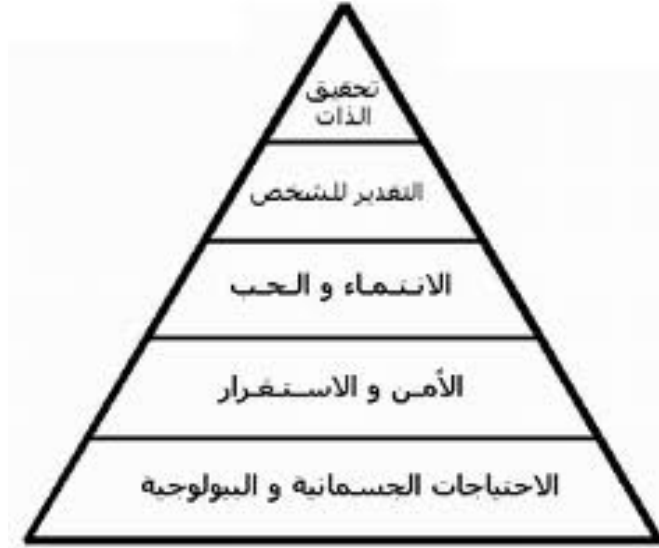 تحقيق
الذات
التقدير للشخص
الانتماء و الحب
الأمن و الاستقرار
الاحتياجات الجسمانية و البيولوجية